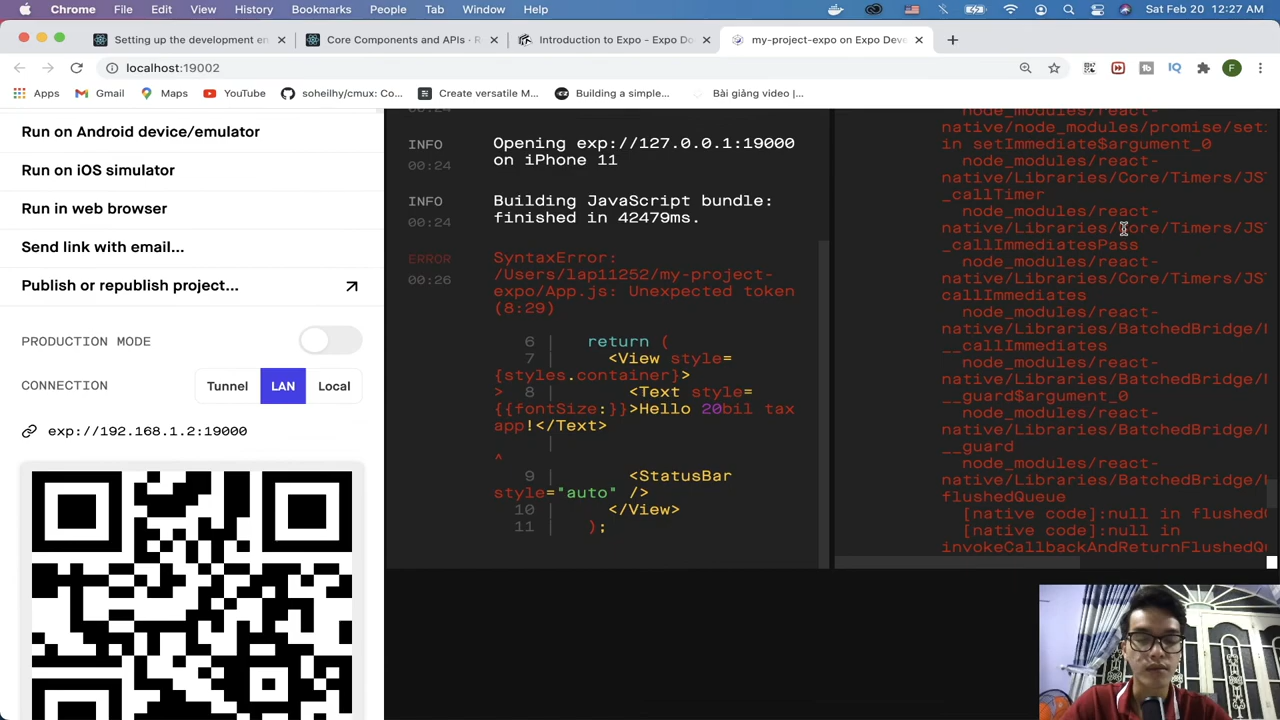 Chrome File Edit View History Bookmarks People Tab Window Help Sat Feb 20 12:27 AM
Setting up the development en
Core Components and APIs · R
Introduction to Expo - Expo Do
my-project-expo on Expo Deve
localhost:19002
Apps Gmail Maps YouTube soheilhy/cmux: Co... Create versatile M... Building a simple... Bài giảng video |...
Run on Android device/emulator
Run on iOS simulator
Run in web browser
Send link with email...
Publish or republish project...
PRODUCTION MODE
CONNECTION Tunnel LAN Local
exp://192.168.1.2:19000
00:24
INFO Opening exp://127.0.0.1:19000
00:24 on iPhone 11
INFO Building JavaScript bundle:
00:24 finished in 42479ms.
ERROR SyntaxError:
00:26 /Users/lap11252/my-project-
expo/App.js: Unexpected token
(8:29)
6 | return (
7 | <View style=
{styles.container}>
> 8 | <Text style=
{{fontSize:}}>Hello 20bil tax
app!</Text>
|
^
9 | <StatusBar
style="auto" />
10 | </View>
11 | );
node_modules/react-
native/node_modules/promise/set
in setImmediate$argument_0
node_modules/react-
native/Libraries/Core/Timers/JS
_callTimer
node_modules/react-
native/Libraries/Core/Timers/JS
_callImmediatesPass
node_modules/react-
native/Libraries/Core/Timers/JS
callImmediates
node_modules/react-
native/Libraries/BatchedBridge/
__callImmediates
node_modules/react-
native/Libraries/BatchedBridge/
__guard$argument_0
node_modules/react-
native/Libraries/BatchedBridge/
__guard
node_modules/react-
native/Libraries/BatchedBridge/
flushedQueue
[native code]:null in flushed
[native code]:null in
invokeCallbackAndReturnFlushedQ